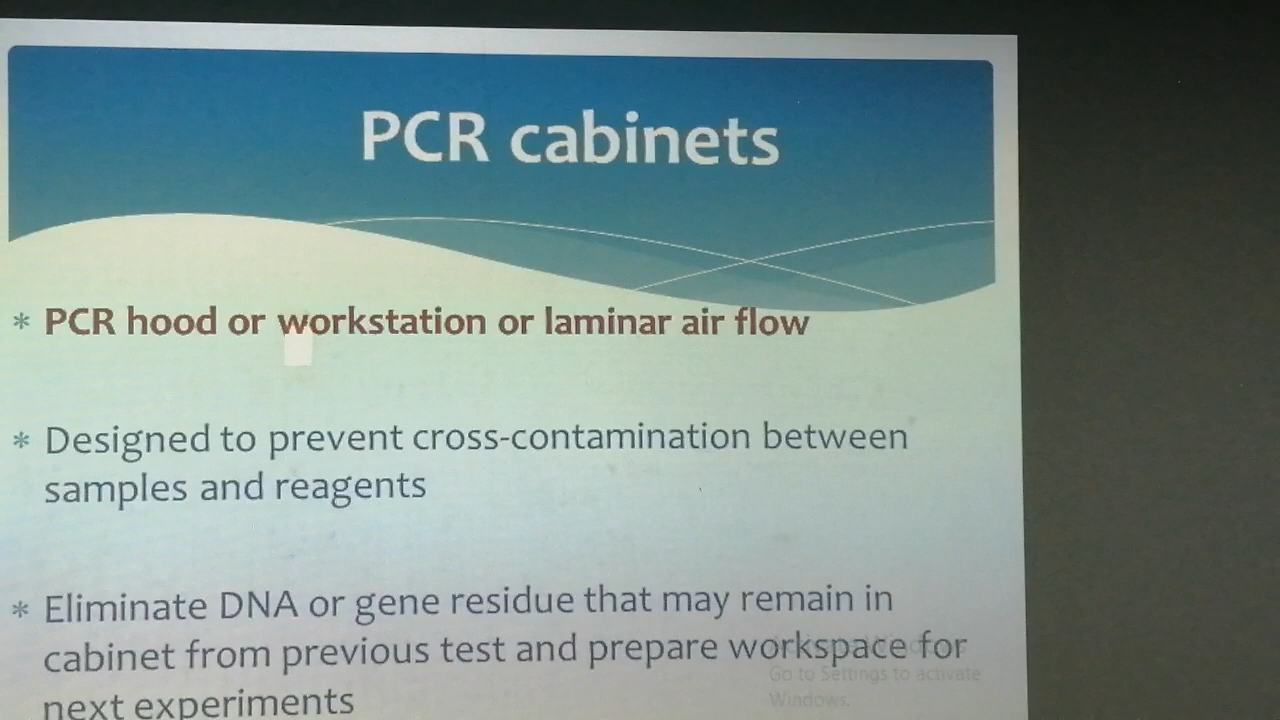 PCR cabinets
* PCR hood or workstation or laminar air flow
* Designed to prevent cross-contamination between
samples and reagents
* Eliminate DNA or gene residue that may remain in
cabinet from previous test and prepare workspace for
next experiments
Go to Settings to activate
Windows.